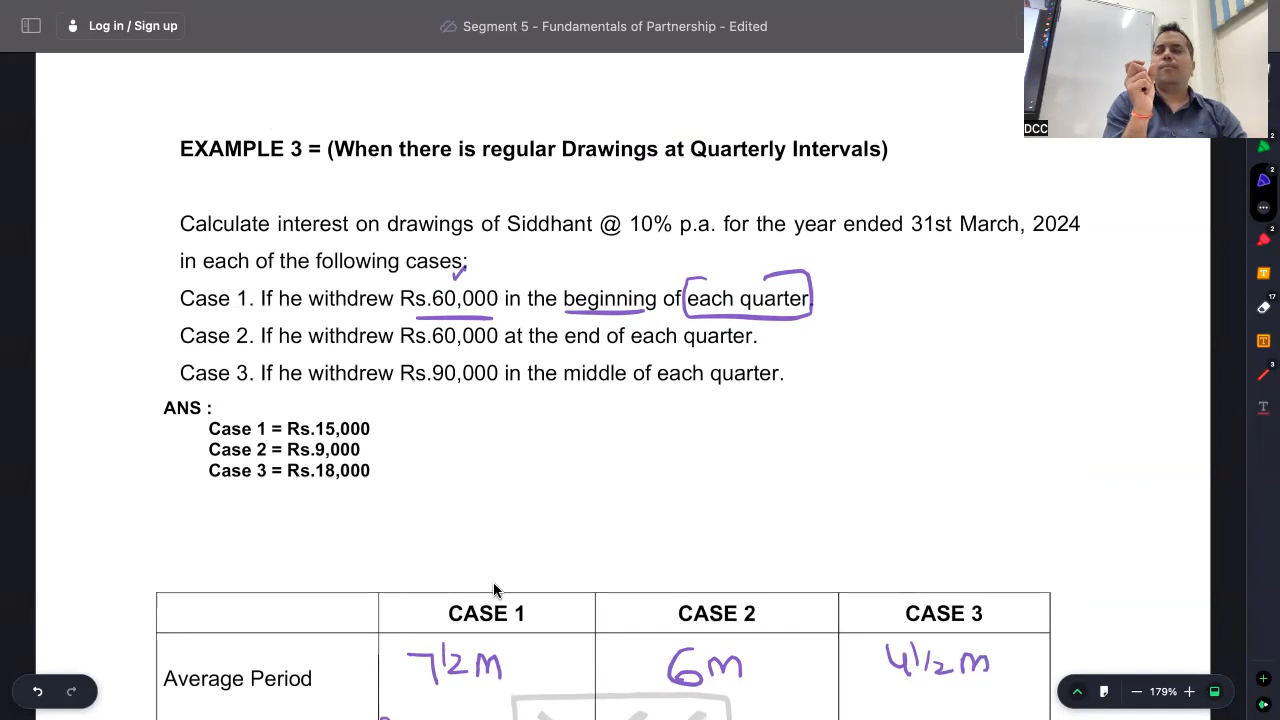 Log in / Sign up
Segment 5 - Fundamentals of Partnership - Edited
DCC
EXAMPLE 3 = (When there is regular Drawings at Quarterly Intervals)
Calculate interest on drawings of Siddhant @ 10% p.a. for the year ended 31st March, 2024
in each of the following cases:
Case 1. If he withdrew Rs.60,000 in the beginning of each quarter.
Case 2. If he withdrew Rs.60,000 at the end of each quarter.
Case 3. If he withdrew Rs.90,000 in the middle of each quarter.
ANS :
Case 1 = Rs.15,000
Case 2 = Rs.9,000
Case 3 = Rs.18,000
CASE 1 CASE 2 CASE 3
Average Period 7 1/2 m 6 m 4 1/2 m
179%